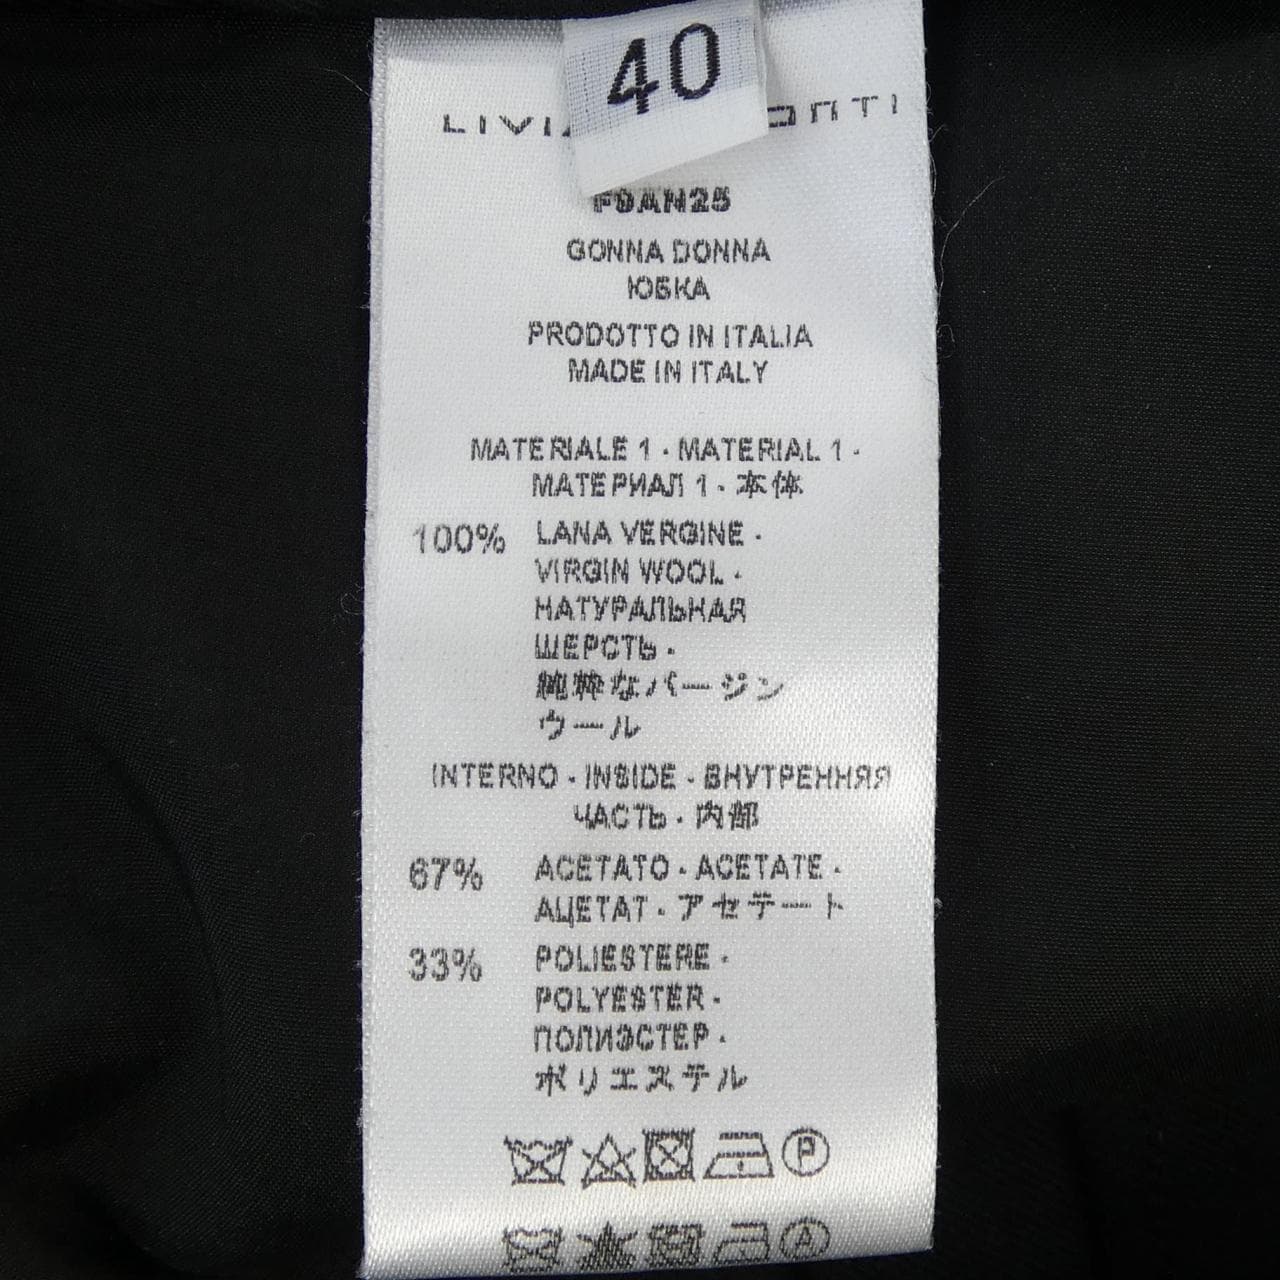 40
F9AN25
GONNA DONNA
ЮБКА
PRODOTTO IN ITALIA
MADE IN ITALY
MATERIALE 1 · MATERIAL 1 ·
МАТЕРИАЛ 1 · 本体
100% LANA VERGINE ·
VIRGIN WOOL ·
НАТУРАЛЬНАЯ
ШЕРСТЬ ·
純粋なバージン
ウール
INTERNO · INSIDE · ВНУТРЕННЯЯ
ЧАСТЬ · 内部
67% ACETATO · ACETATE ·
АЦЕТАТ · アセテート
33% POLIESTERE ·
POLYESTER ·
ПОЛИЭСТЕР ·
ポリエステル
P
A